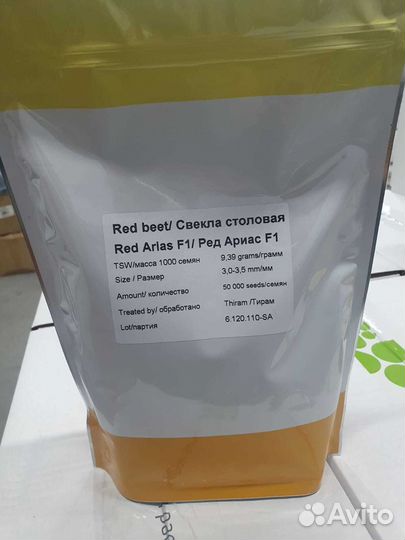 Red beet/ Свекла столовая
Red Arias F1/ Ред Ариас F1
TSW/масса 1000 семян 9,39 grams/грамм
Size / Размер 3,0-3,5 mm/мм
Amount/ количество 50 000 seeds/семян
Treated by/ обработано Thiram /Тирам
Lot/партия 6.120.110-SA
Avito